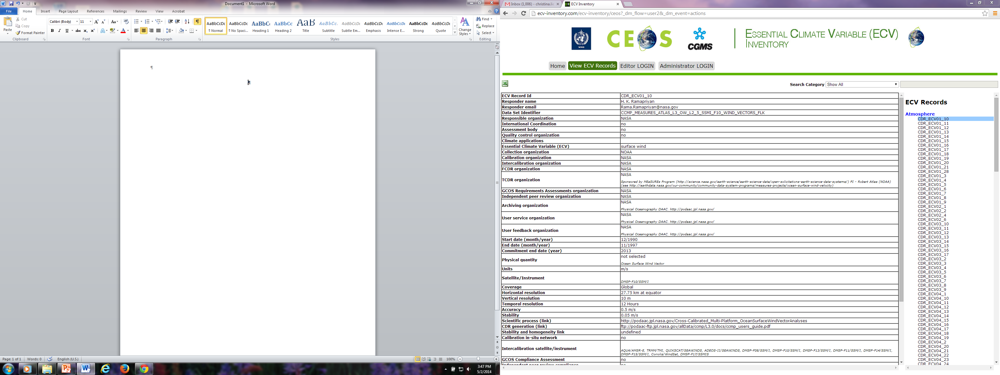 Document1 - Microsoft Word
File Home Insert Page Layout References Mailings Review View Acrobat
Paste
Cut
Copy
Format Painter
Clipboard
Calibri (Body) 11
Font
Paragraph
AaBbCcDc AaBbCcDc AaBbC AaBbCc AaB AaBbCc. AaBbCcDc AaBbCcDc AaBbCcDc AaBbCcDc AaBbCcDc
¶ Normal ¶ No Spaci... Heading 1 Heading 2 Title Subtitle Subtle Em... Emphasis Intense E... Strong Quote
Change Styles
Styles
Find
Replace
Select
Editing
¶
¶
Page: 1 of 1 Words: 0 English (U.S.) 100%
3:47 PM
5/2/2014
Inbox (1,006) - christina.li
ECV Inventory
ecv-inventory.com/ecv-inventory/ceos?_dm_flow=user2&_dm_event=actions
WMO
CEOS
CGMS
ESSENTIAL CLIMATE VARIABLE (ECV)
INVENTORY
Home View ECV Records Editor LOGIN Administrator LOGIN
Search Category Show All
ECV Record Id CDR_ECV01_10
Responder name H. K. Ramapriyan
Responder email Rama.Ramapriyan@nasa.gov
Data Set Identifier CCMP_MEASURES_ATLAS_L3_OW_L2_5_SSMI_F10_WIND_VECTORS_FLK
Responsible organization NASA
International Coordination no
Assessment body no
Quality control organization no
Climate applications
Essential Climate Variable (ECV) surface wind
Collection organization NOAA
Calibration organization NASA
Intercalibration organization NASA
FCDR organization NASA
TCDR organization NASA
Sponsored by MEaSUREs Program (http://science.nasa.gov/earth-science/earth-science-data/open-solicitations-earth-science-data-systems/) PI - Robert Atlas (NOAA)
(see http://earthdata.nasa.gov/our-community/community-data-system-programs/measures-projects/ocean-surface-wind-velocity)
GCOS Requirements Assessments organization NASA
Independent peer review organization NASA
Archiving organization NASA
Physical Oceanography DAAC. http://podaac.jpl.nasa.gov/
User service organization NASA
Physical Oceanography DAAC. http://podaac.jpl.nasa.gov/
User feedback organization NASA
Physical Oceanography DAAC. http://podaac.jpl.nasa.gov/
Start date (month/year) 12/1990
End date (month/year) 11/1997
Commitment end date (year) 2013
Physical quantity not selected
Ocean Surface Wind Vector
Units m/s
Satellite/Instrument
DMSP-F10/SSM/I
Coverage Global
Horizontal resolution 27.75 km at equator
Vertical resolution 10 m
Temporal resolution 12 Hours
Accuracy 0.5 m/s
Stability 0.05 m/s
Scientific process (link) http://podaac.jpl.nasa.gov/Cross-Calibrated_Multi-Platform_OceanSurfaceWindVectorAnalyses
CDR generation (link) ftp://podaac-ftp.jpl.nasa.gov/allData/ccmp/L3.0/docs/ccmp_users_guide.pdf
Stability and homogeneity link undefined
Calibration in-situ network no
Intercalibration satellite/instrument
AQUA/AMSR-E, TRMM/TMI, QUIKSCAT/SEAWINDS, ADEOS-II/SEAWINDS, DMSP-F08/SSM/I, DMSP-F10/SSM/I, DMSP-F13/SSM/I, DMSP-F11/SSM/I, DMSP-F14/SSM/I,
DMSP-F15/SSM/I, Coriolis/WindSat, DMSP-F17/SSMIS
GCOS Compliance Assessment no
Independent peer review compliance no
ECV Records
Atmosphere
CDR_ECV01_10
CDR_ECV01_11
CDR_ECV01_12
CDR_ECV01_13
CDR_ECV01_14
CDR_ECV01_15
CDR_ECV01_16
CDR_ECV01_17
CDR_ECV01_18
CDR_ECV01_19
CDR_ECV01_20
CDR_ECV01_21
CDR_ECV01_28
CDR_ECV01_3
CDR_ECV01_4
CDR_ECV01_5
CDR_ECV01_6
CDR_ECV01_7
CDR_ECV01_8
CDR_ECV01_9
CDR_ECV02_1
CDR_ECV02_2
CDR_ECV02_4
CDR_ECV02_6
CDR_ECV03_10
CDR_ECV03_11
CDR_ECV03_12
CDR_ECV03_13
CDR_ECV03_14
CDR_ECV03_15
CDR_ECV03_16
CDR_ECV03_17
CDR_ECV03_2
CDR_ECV03_3
CDR_ECV03_4
CDR_ECV03_5
CDR_ECV03_6
CDR_ECV03_7
CDR_ECV03_8
CDR_ECV03_9
CDR_ECV04_1
CDR_ECV04_10
CDR_ECV04_11
CDR_ECV04_12
CDR_ECV04_13
CDR_ECV04_14
CDR_ECV04_15
CDR_ECV04_16
CDR_ECV04_17
CDR_ECV04_18
CDR_ECV04_19
CDR_ECV04_2
CDR_ECV04_20
CDR_ECV04_21
CDR_ECV04_22
CDR_ECV04_23
CDR_ECV04_24